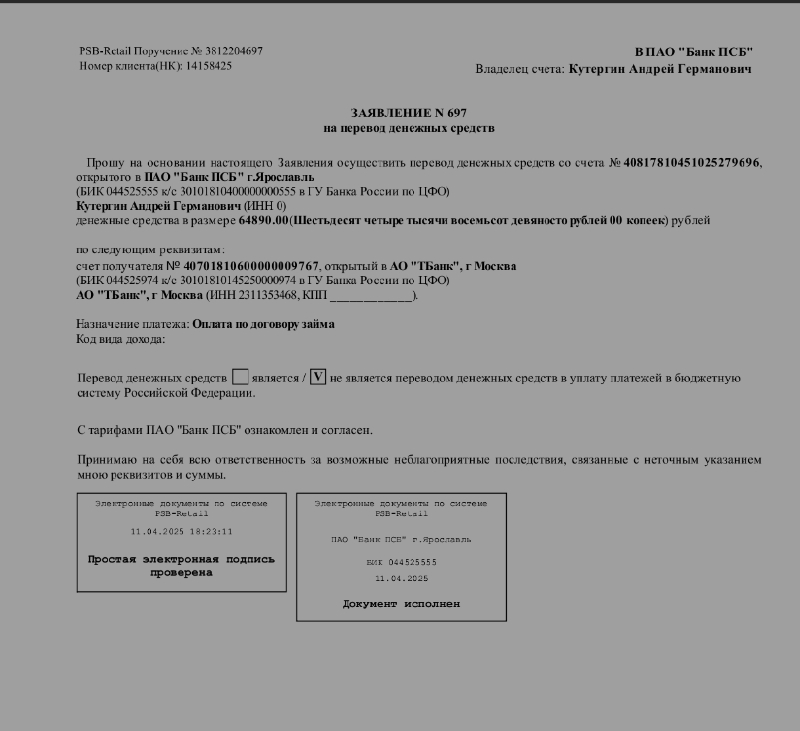 PSB-Retail Поручение № 3812204697
Номер клиента(НК): 14158425
В ПАО "Банк ПСБ"
Владелец счета: Кутергин Андрей Германович
ЗАЯВЛЕНИЕ N 697
на перевод денежных средств
Прошу на основании настоящего Заявления осуществить перевод денежных средств со счета № 40817810451025279696,
открытого в ПАО "Банк ПСБ" г.Ярославль
(БИК 044525555 к/с 30101810400000000555 в ГУ Банка России по ЦФО)
Кутергин Андрей Германович (ИНН 0)
денежные средства в размере 64890.00(Шестьдесят четыре тысячи восемьсот девяносто рублей 00 копеек) рублей
по следующим реквизитам:
счет получателя № 40701810600000009767, открытый в АО "ТБанк", г Москва
(БИК 044525974 к/с 30101810145250000974 в ГУ Банка России по ЦФО)
АО "ТБанк", г Москва (ИНН 2311353468, КПП _____________).
Назначение платежа: Оплата по договору займа
Код вида дохода:
Перевод денежных средств является / V не является переводом денежных средств в уплату платежей в бюджетную
систему Российской Федерации.
С тарифами ПАО "Банк ПСБ" ознакомлен и согласен.
Принимаю на себя всю ответственность за возможные неблагоприятные последствия, связанные с неточным указанием
мною реквизитов и суммы.
Электронные документы по системе
PSB-Retail
11.04.2025 18:23:11
Простая электронная подпись
проверена
Электронные документы по системе
PSB-Retail
ПАО "Банк ПСБ" г.Ярославль
БИК 044525555
11.04.2025
Документ исполнен